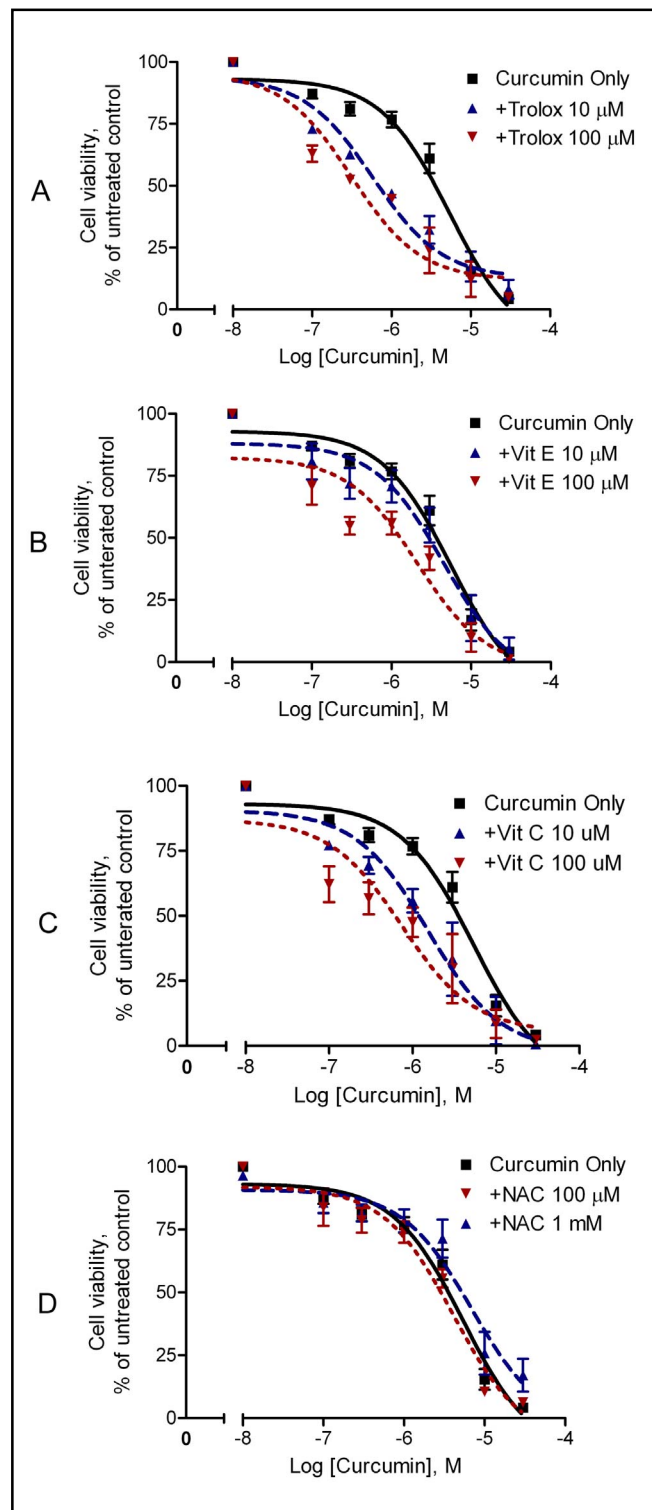 A
Cell viability,
% of untreated control
100
75
50
25
0
0
-8
-7
-6
-5
-4
Log [Curcumin], M
Curcumin Only
+Trolox 10 μM
+Trolox 100 μM
B
Cell viability,
% of unterated control
100
75
50
25
0
0
-8
-7
-6
-5
-4
Log [Curcumin], M
Curcumin Only
+Vit E 10 μM
+Vit E 100 μM
C
Cell viability,
% of unterated control
100
75
50
25
0
0
-8
-7
-6
-5
-4
Log [Curcumin], M
Curcumin Only
+Vit C 10 uM
+Vit C 100 uM
D
Cell viability,
% of untreated control
100
75
50
25
0
0
-8
-7
-6
-5
-4
Log [Curcumin], M
Curcumin Only
+NAC 100 μM
+NAC 1 mM